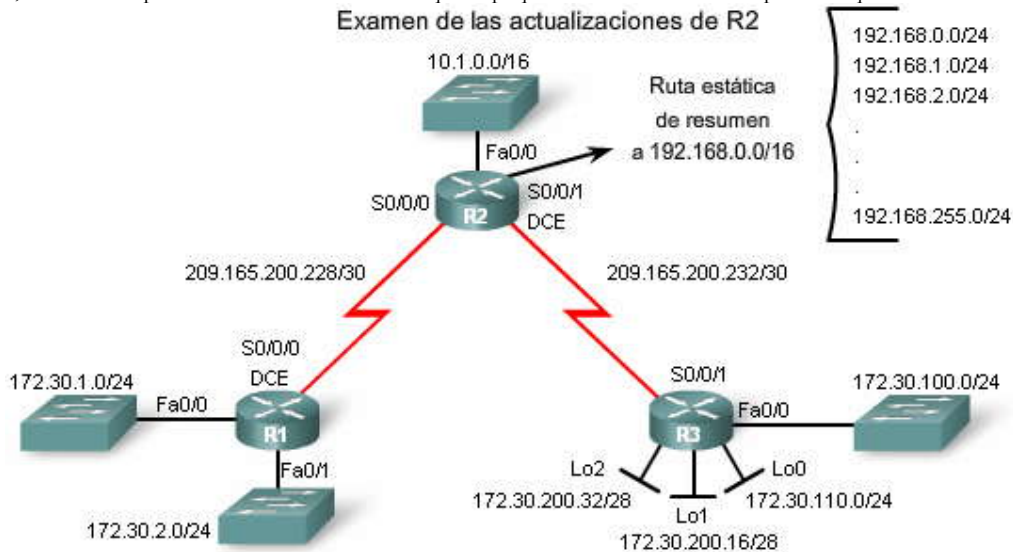 Examen de las actualizaciones de R2
10.1.0.0/16
Fa0/0
Ruta estática
de resumen
a 192.168.0.0/16
192.168.0.0/24
192.168.1.0/24
192.168.2.0/24
.
.
.
192.168.255.0/24
S0/0/0
R2
S0/0/1
DCE
209.165.200.228/30
209.165.200.232/30
S0/0/0
DCE
172.30.1.0/24
Fa0/0
R1
Fa0/1
172.30.2.0/24
S0/0/1
172.30.100.0/24
Fa0/0
R3
Lo2
Lo0
172.30.200.32/28
172.30.110.0/24
Lo1
172.30.200.16/28